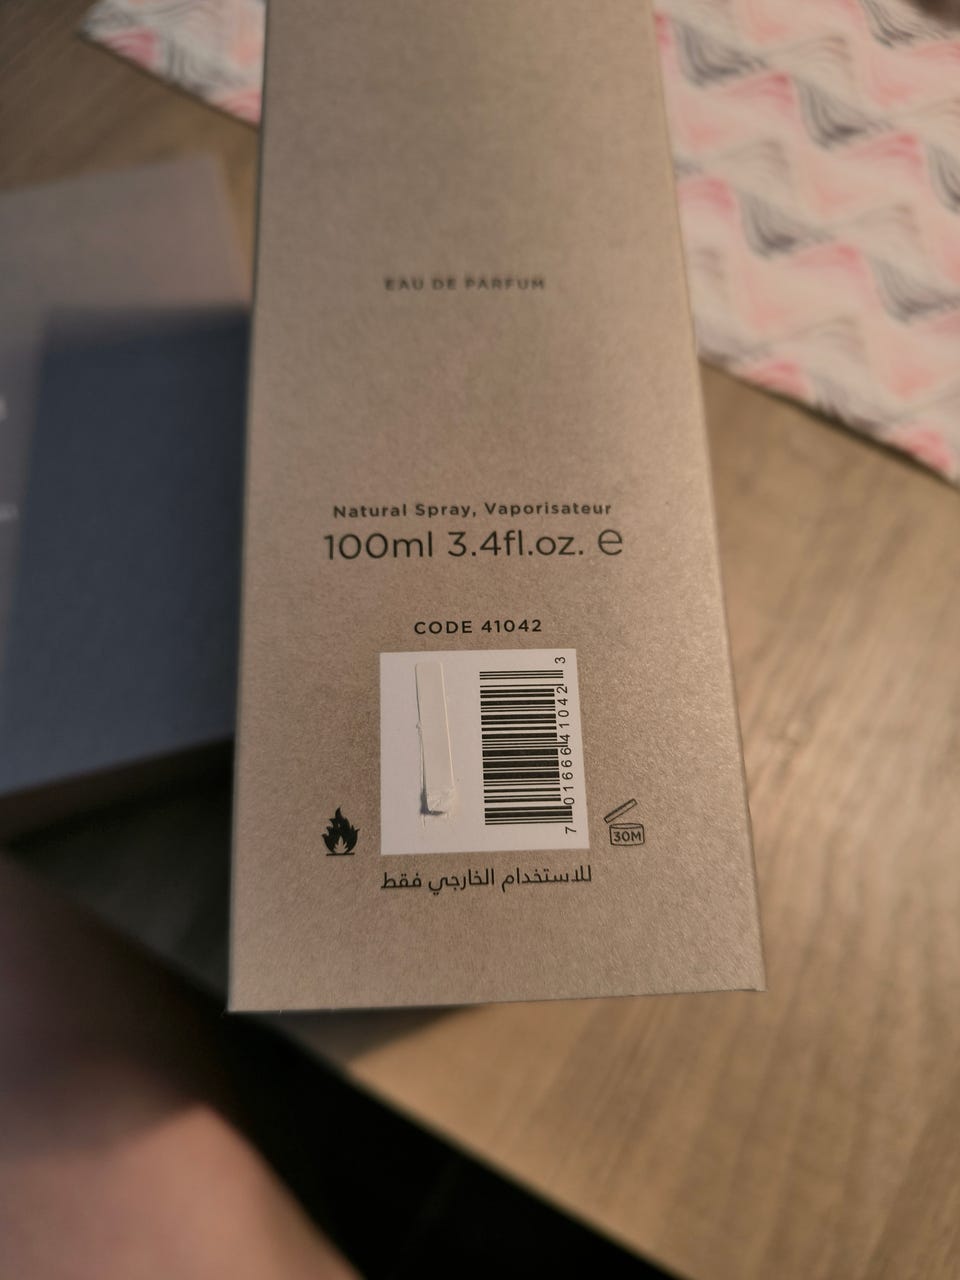 EAU DE PARFUM
Natural Spray, Vaporisateur
100ml 3.4fl.oz. e
CODE 41042
7 01666 41042 3
30M
للاستخدام الخارجي فقط